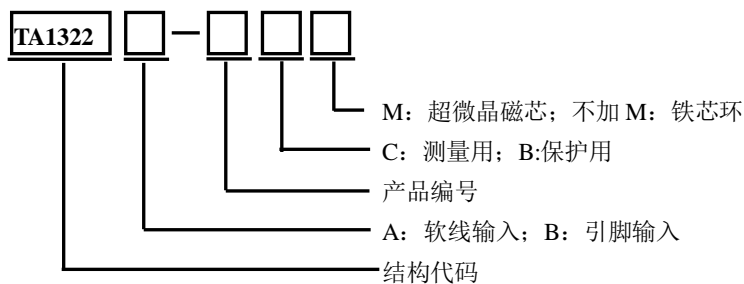 TA1322
M：超微晶磁芯；不加 M：铁芯环
C：测量用；B:保护用
产品编号
A：软线输入；B：引脚输入
结构代码